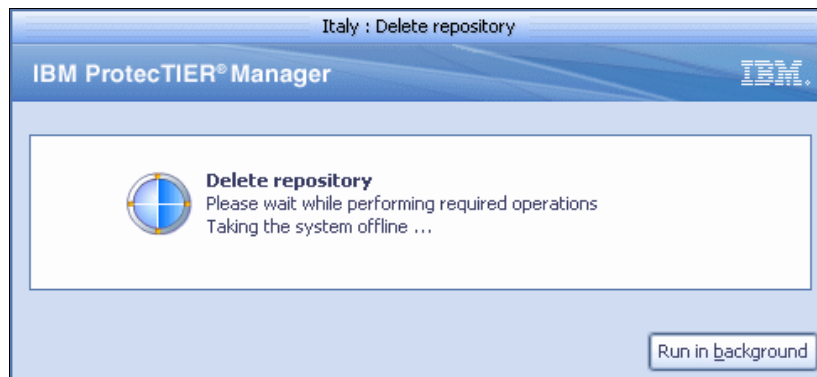 Italy : Delete repository
IBM ProtecTIER® Manager
IBM.
Delete repository
Please wait while performing required operations
Taking the system offline ...
Run in background